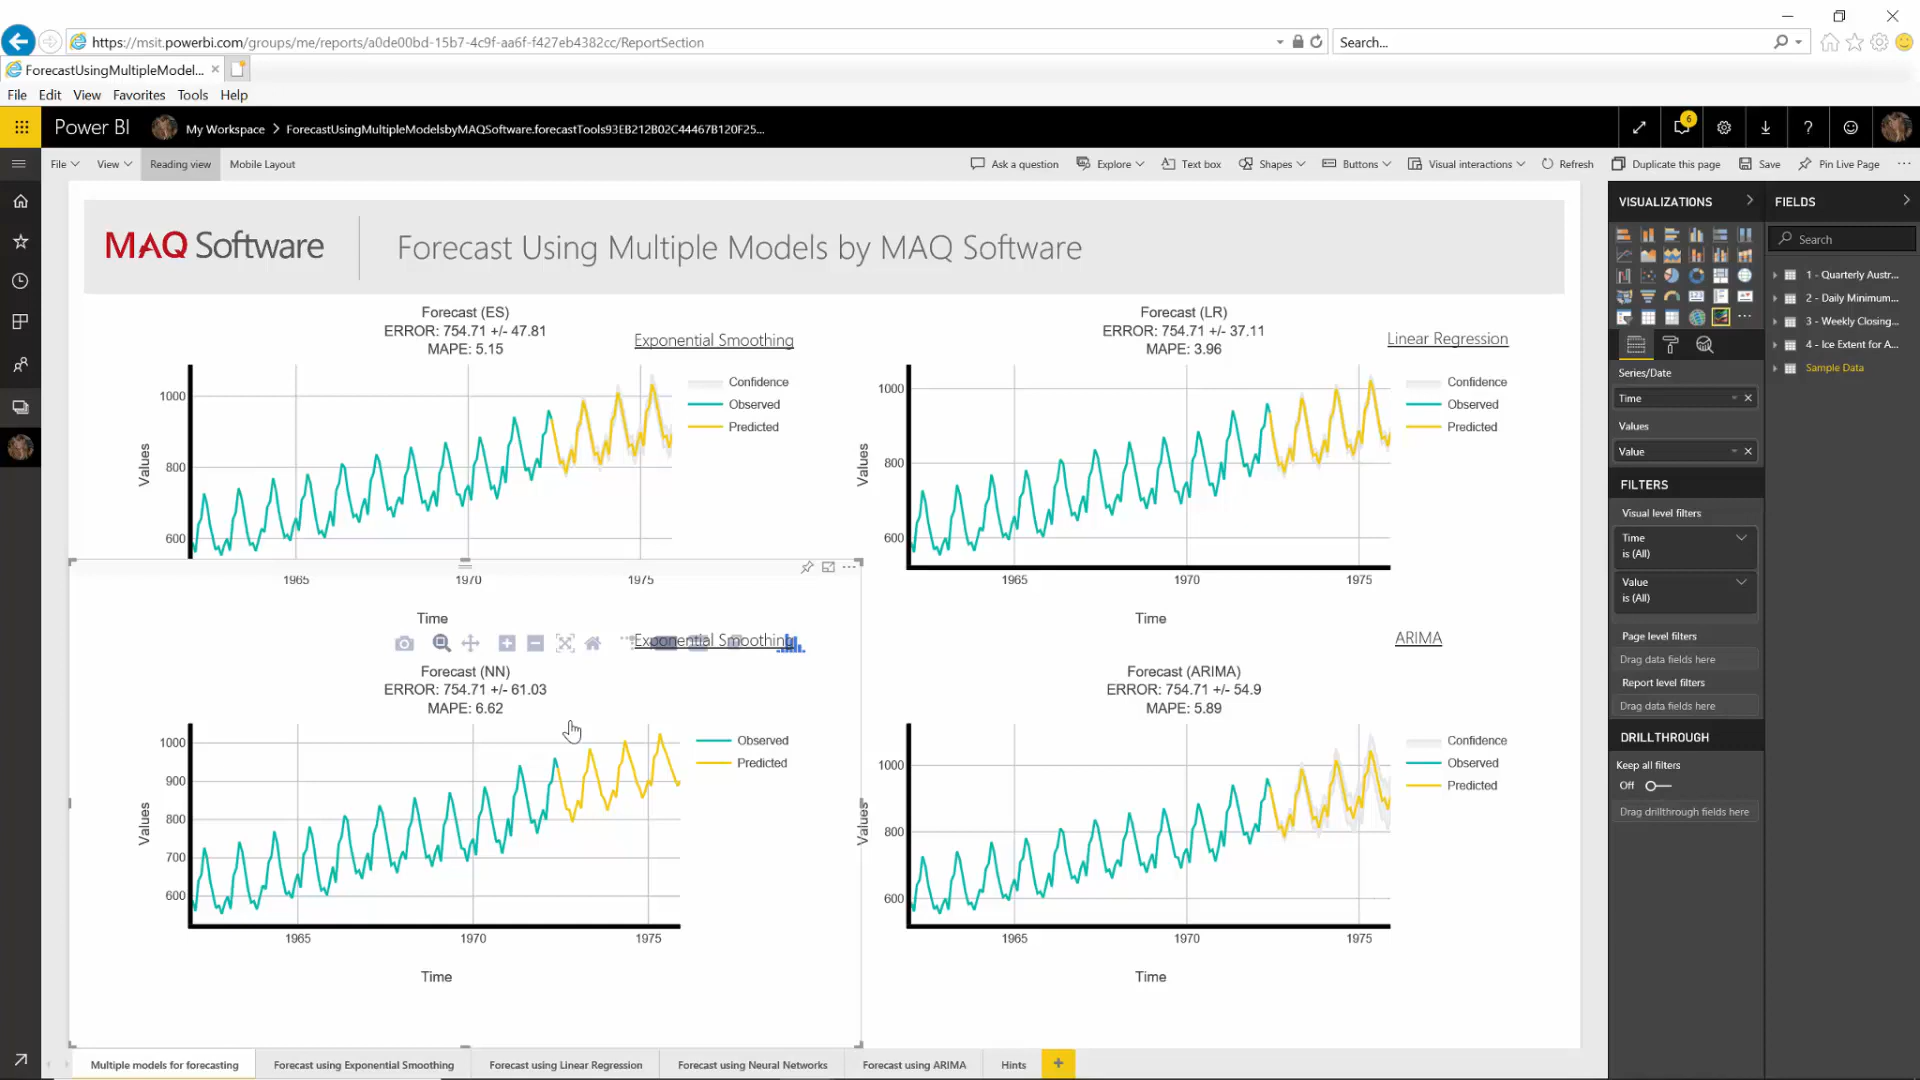 https://msit.powerbi.com/groups/me/reports/a0de00bd-15b7-4c9f-aa6f-f427eb4382cc/ReportSection
Search...
ForecastUsingMultipleModel...
File Edit View Favorites Tools Help
Power BI My Workspace > ForecastUsingMultipleModelsbyMAQSoftware.forecastTools93EB212B02C44467B120F25...
6
?
File View Reading view Mobile Layout Ask a question Explore Text box Shapes Buttons Visual interactions Refresh Duplicate this page Save Pin Live Page
MAQ Software Forecast Using Multiple Models by MAQ Software
Forecast (ES)
ERROR: 754.71 +/- 47.81
MAPE: 5.15
Exponential Smoothing
Confidence
Observed
Predicted
Values
1000
800
600
1965 1970 1975
Time
Forecast (LR)
ERROR: 754.71 +/- 37.11
MAPE: 3.96
Linear Regression
Confidence
Observed
Predicted
Values
1000
800
600
1965 1970 1975
Time
Exponential Smoothing
Forecast (NN)
ERROR: 754.71 +/- 61.03
MAPE: 6.62
Observed
Predicted
Values
1000
900
800
700
600
1965 1970 1975
Time
ARIMA
Forecast (ARIMA)
ERROR: 754.71 +/- 54.9
MAPE: 5.89
Confidence
Observed
Predicted
Values
1000
800
600
1965 1970 1975
Time
VISUALIZATIONS
Series/Date
Time
Values
Value
FILTERS
Visual level filters
Time
is (All)
Value
is (All)
Page level filters
Drag data fields here
Report level filters
Drag data fields here
DRILLTHROUGH
Keep all filters
Off
Drag drillthrough fields here
FIELDS
Search
1 - Quarterly Austr...
2 - Daily Minimum...
3 - Weekly Closing...
4 - Ice Extent for A...
Sample Data
Multiple models for forecasting Forecast using Exponential Smoothing Forecast using Linear Regression Forecast using Neural Networks Forecast using ARIMA Hints +